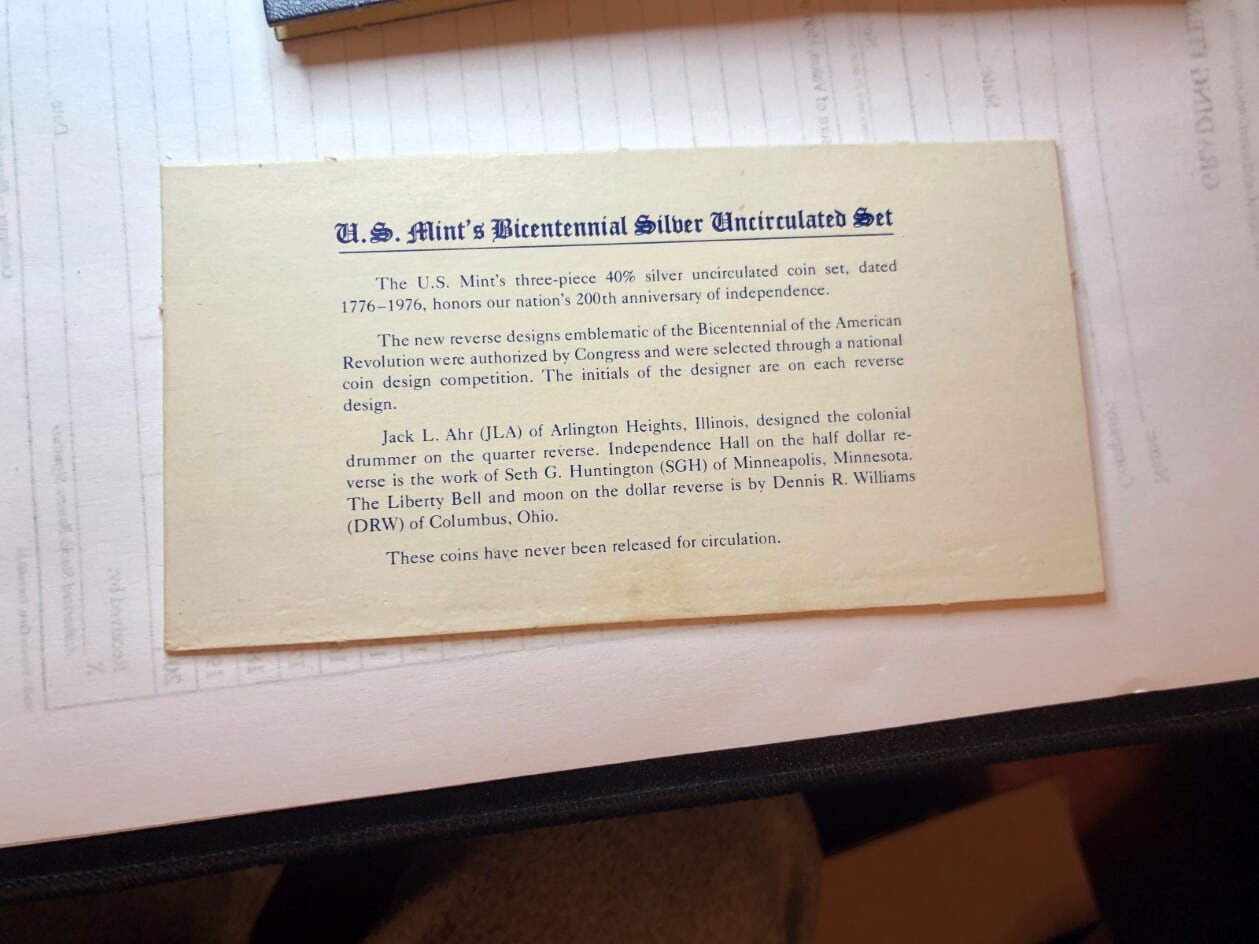 U.S. Mint's Bicentennial Silver Uncirculated Set
The U.S. Mint's three-piece 40% silver uncirculated coin set, dated
1776–1976, honors our nation's 200th anniversary of independence.
The new reverse designs emblematic of the Bicentennial of the American
Revolution were authorized by Congress and were selected through a national
coin design competition. The initials of the designer are on each reverse
design.
Jack L. Ahr (JLA) of Arlington Heights, Illinois, designed the colonial
drummer on the quarter reverse. Independence Hall on the half dollar re-
verse is the work of Seth G. Huntington (SGH) of Minneapolis, Minnesota.
The Liberty Bell and moon on the dollar reverse is by Dennis R. Williams
(DRW) of Columbus, Ohio.
These coins have never been released for circulation.
GRADING
Name
Company
Date